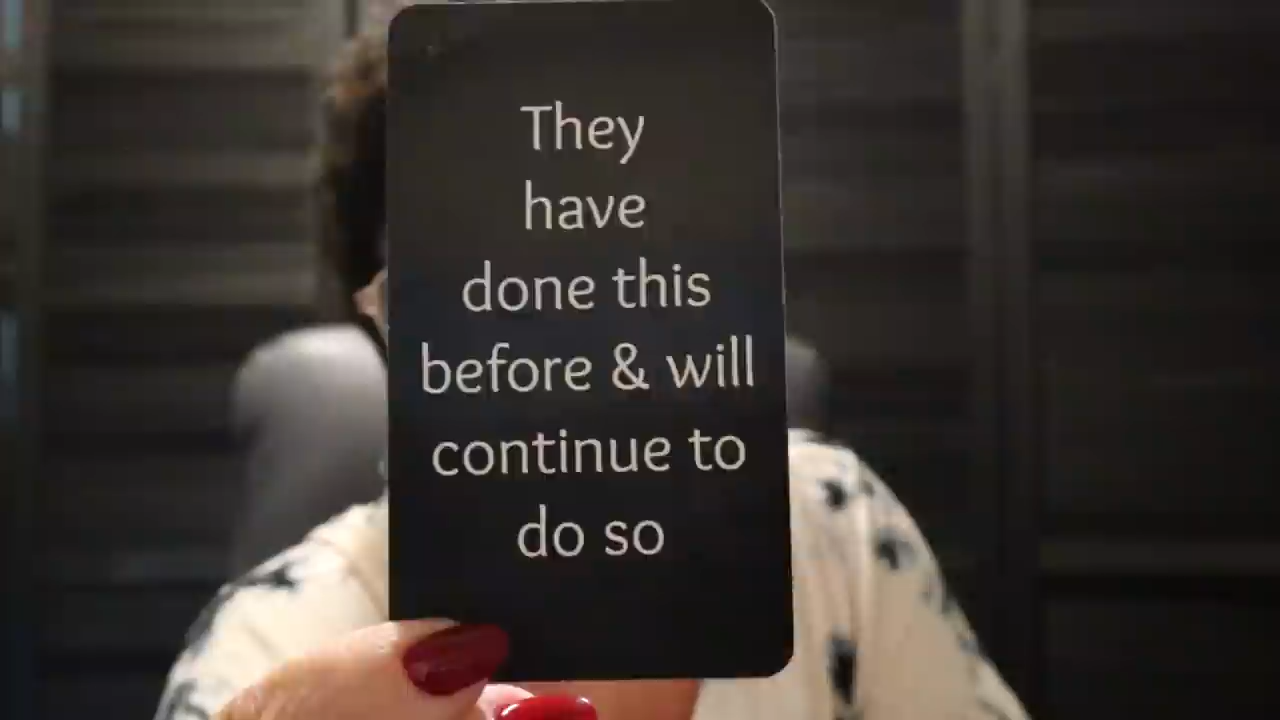 They
have
done this
before & will
continue to
do so